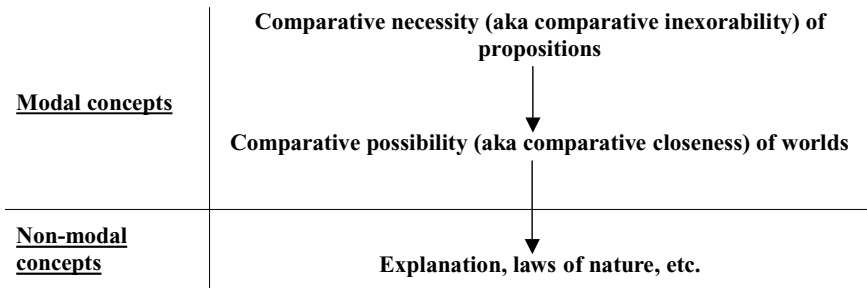 Comparative necessity (aka comparative inexorability) of
propositions
Modal concepts
Comparative possibility (aka comparative closeness) of worlds
Non-modal
concepts
Explanation, laws of nature, etc.